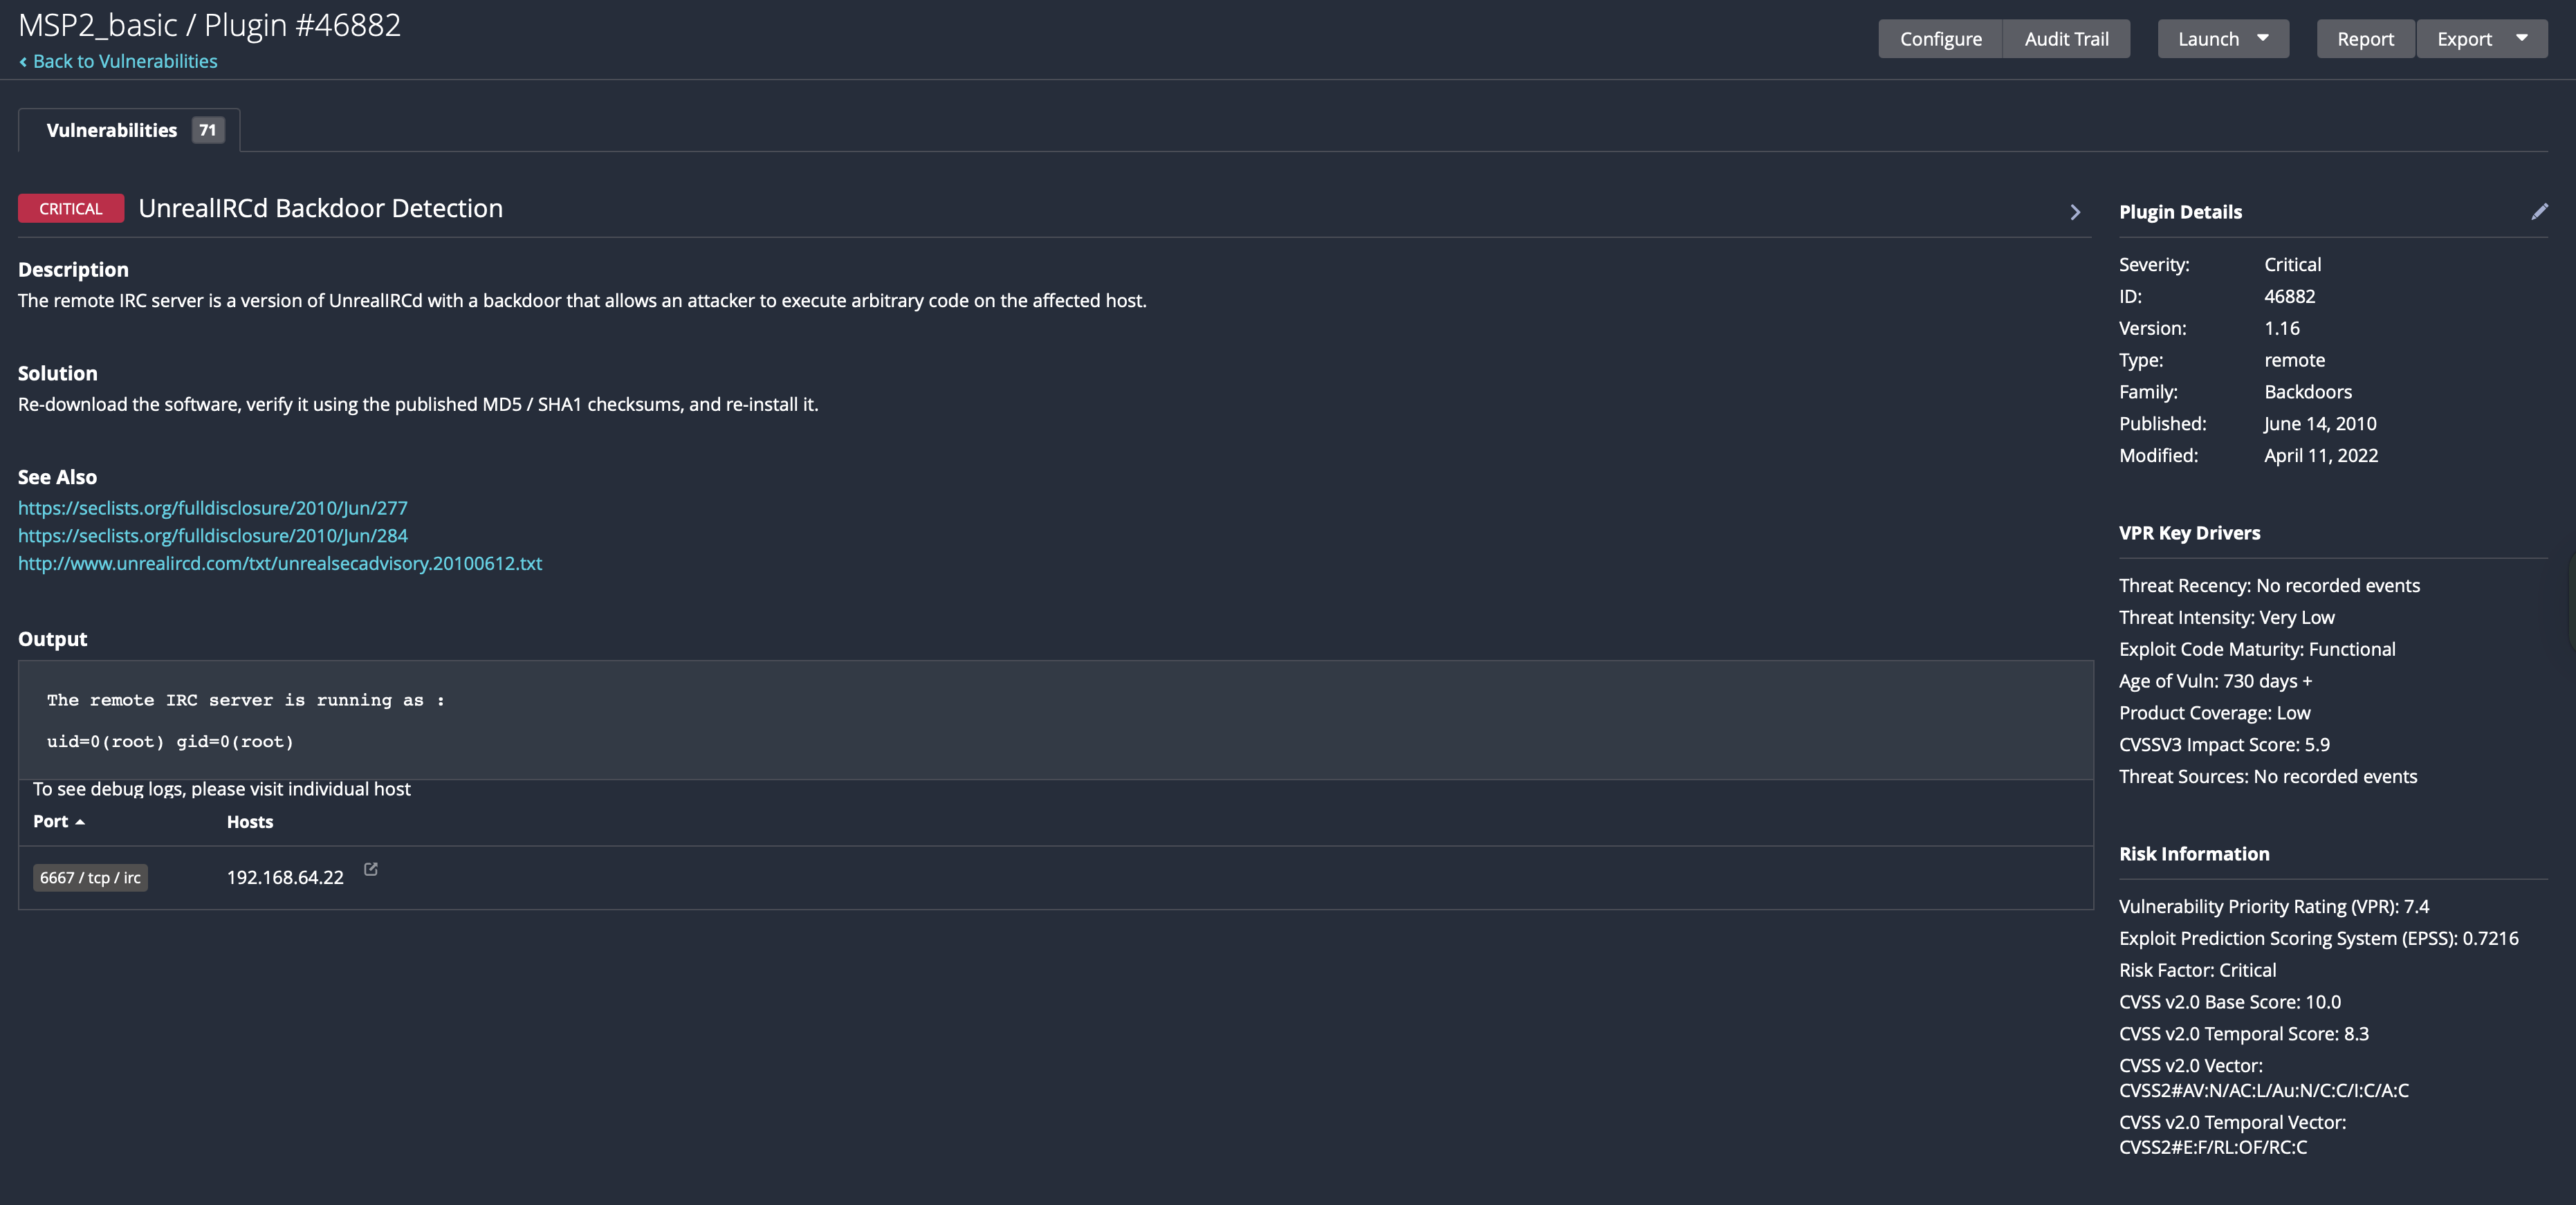 MSP2_basic / Plugin #46882
Configure
Audit Trail
Launch
Report
Export
‹ Back to Vulnerabilities
Vulnerabilities 71
CRITICAL UnrealIRCd Backdoor Detection
Description
The remote IRC server is a version of UnrealIRCd with a backdoor that allows an attacker to execute arbitrary code on the affected host.
Solution
Re-download the software, verify it using the published MD5 / SHA1 checksums, and re-install it.
See Also
https://seclists.org/fulldisclosure/2010/Jun/277
https://seclists.org/fulldisclosure/2010/Jun/284
http://www.unrealircd.com/txt/unrealsecadvisory.20100612.txt
Output
The remote IRC server is running as :
uid=0(root) gid=0(root)
To see debug logs, please visit individual host
Port Hosts
6667 / tcp / irc 192.168.64.22
Plugin Details
Severity: Critical
ID: 46882
Version: 1.16
Type: remote
Family: Backdoors
Published: June 14, 2010
Modified: April 11, 2022
VPR Key Drivers
Threat Recency: No recorded events
Threat Intensity: Very Low
Exploit Code Maturity: Functional
Age of Vuln: 730 days +
Product Coverage: Low
CVSSV3 Impact Score: 5.9
Threat Sources: No recorded events
Risk Information
Vulnerability Priority Rating (VPR): 7.4
Exploit Prediction Scoring System (EPSS): 0.7216
Risk Factor: Critical
CVSS v2.0 Base Score: 10.0
CVSS v2.0 Temporal Score: 8.3
CVSS v2.0 Vector:
CVSS2#AV:N/AC:L/Au:N/C:C/I:C/A:C
CVSS v2.0 Temporal Vector:
CVSS2#E:F/RL:OF/RC:C